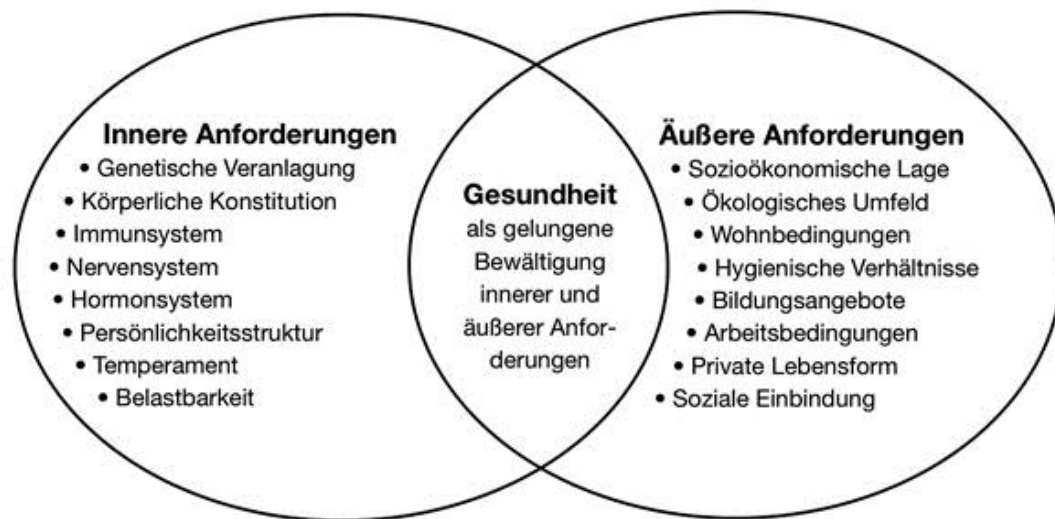 Innere Anforderungen
• Genetische Veranlagung
• Körperliche Konstitution
• Immunsystem
• Nervensystem
• Hormonsystem
• Persönlichkeitsstruktur
• Temperament
• Belastbarkeit
Gesundheit
als gelungene
Bewältigung
innerer und
äußerer Anfor-
derungen
Äußere Anforderungen
• Sozioökonomische Lage
• Ökologisches Umfeld
• Wohnbedingungen
• Hygienische Verhältnisse
• Bildungsangebote
• Arbeitsbedingungen
• Private Lebensform
• Soziale Einbindung